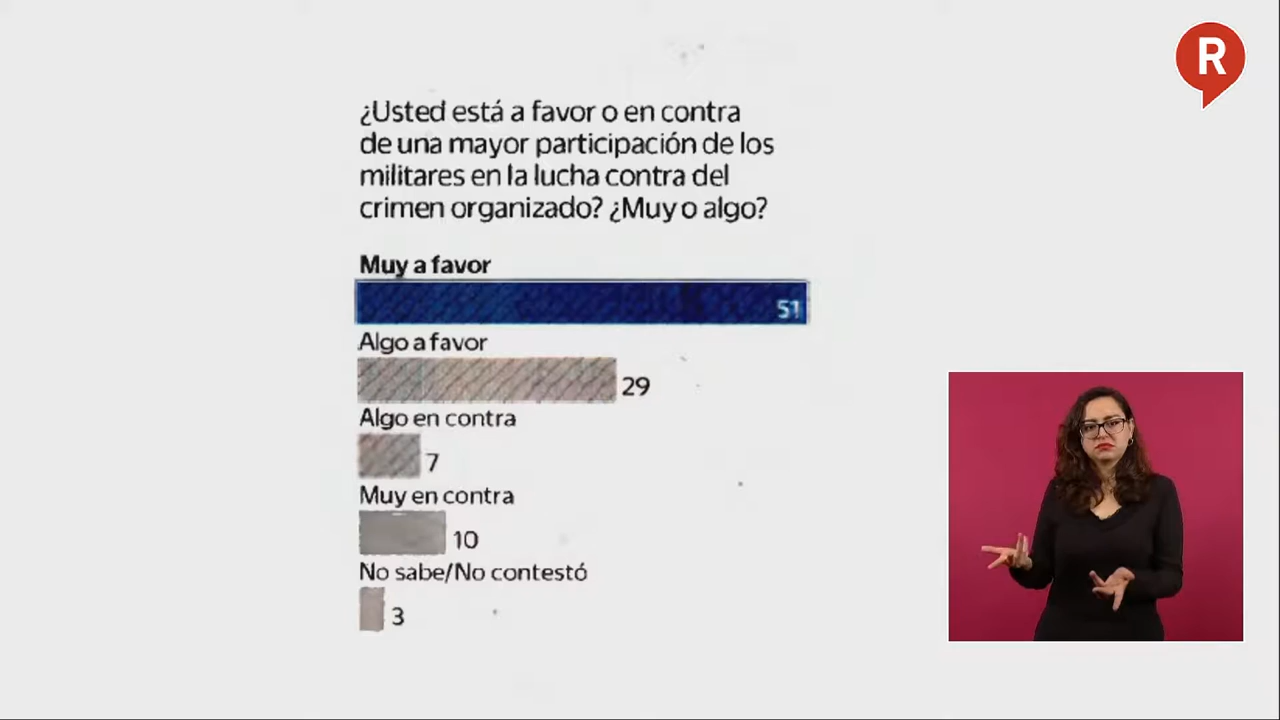 R
¿Usted está a favor o en contra
de una mayor participación de los
militares en la lucha contra del
crimen organizado? ¿Muy o algo?
Muy a favor
51
Algo a favor
29
Algo en contra
7
Muy en contra
10
No sabe/No contestó
3